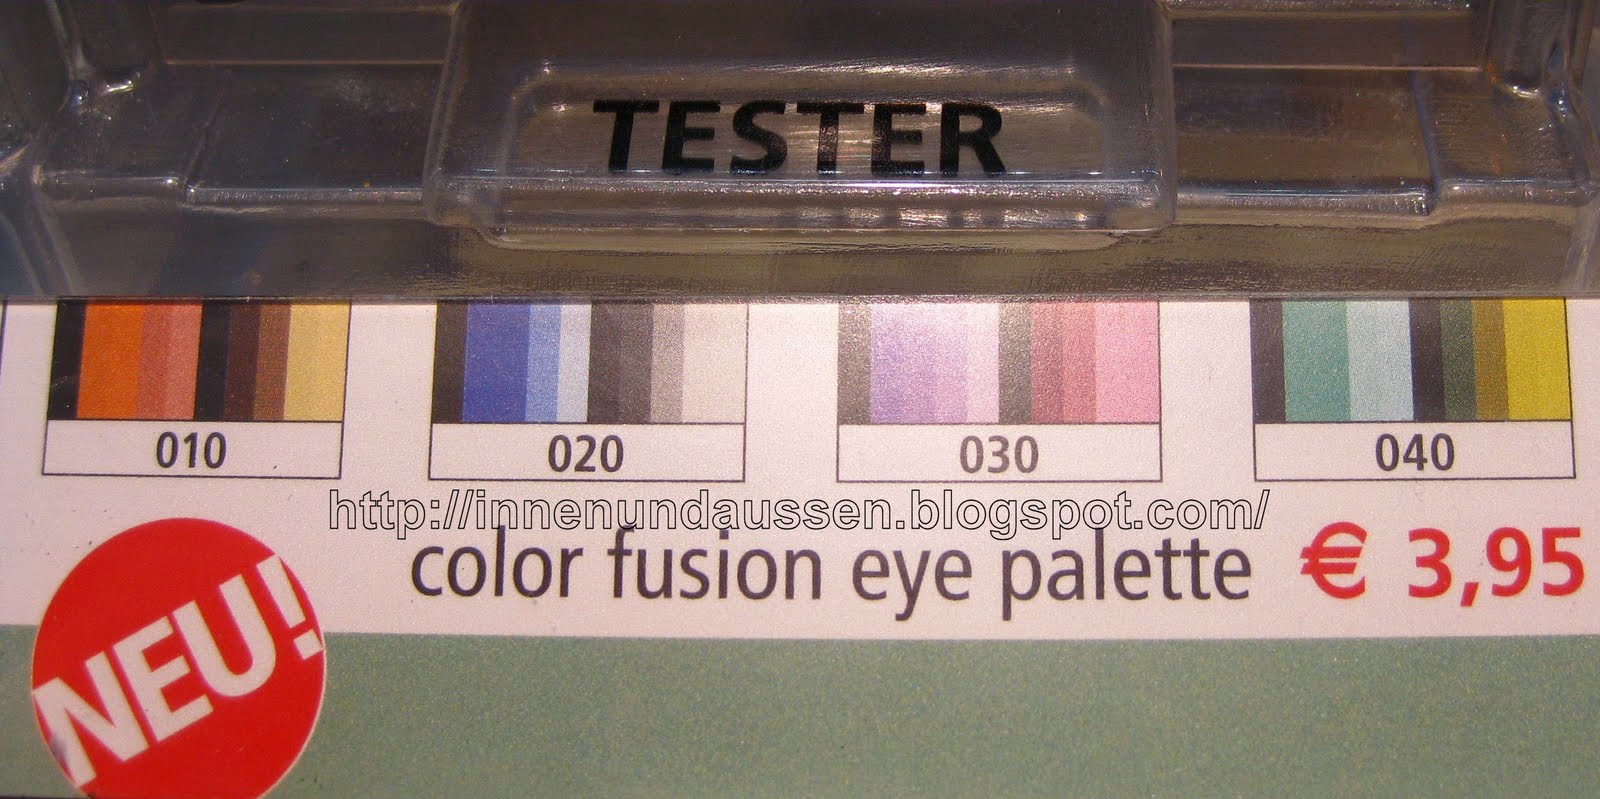 TESTER
010 020 030 040
http://innenundaussen.blogspot.com/
color fusion eye palette € 3,95
NEU!